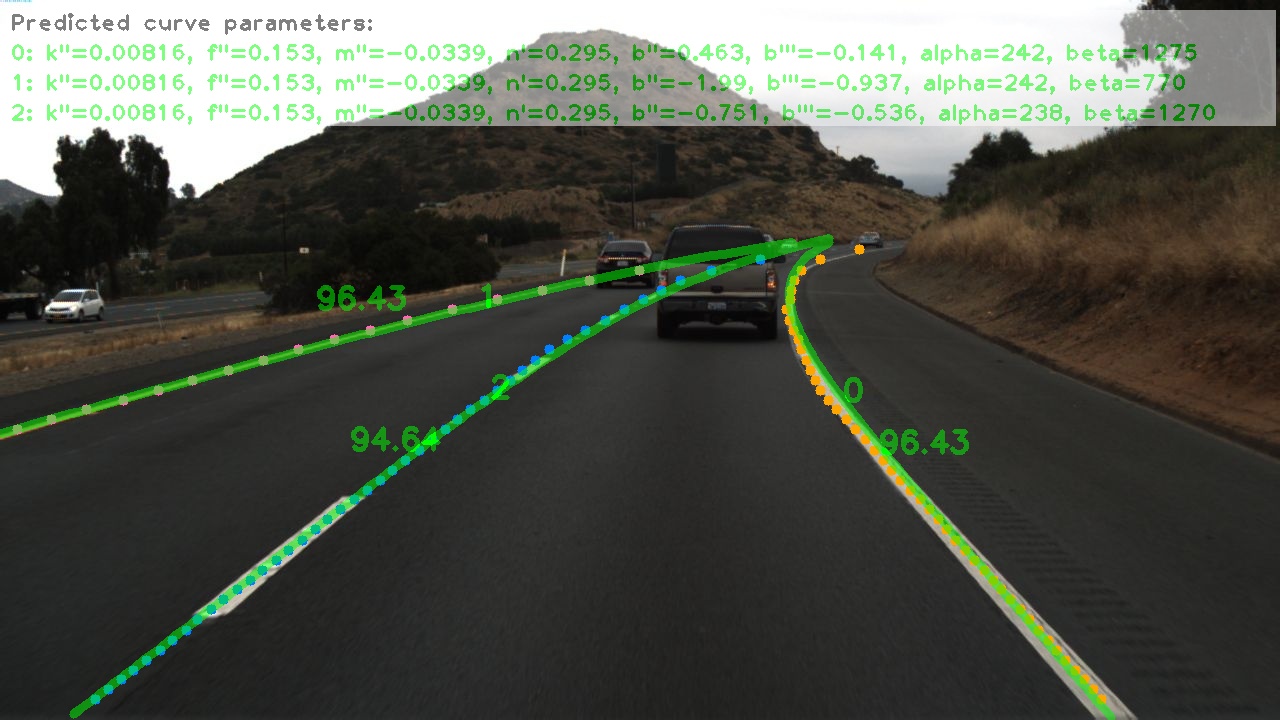 Predicted curve parameters:
0: k''=0.00816, f''=0.153, m''=-0.0339, n'=0.295, b''=0.463, b'''=-0.141, alpha=242, beta=1275
1: k''=0.00816, f''=0.153, m''=-0.0339, n'=0.295, b''=-1.99, b'''=-0.937, alpha=242, beta=770
2: k''=0.00816, f''=0.153, m''=-0.0339, n'=0.295, b''=-0.751, b'''=-0.536, alpha=238, beta=1270
96.43 1
2 0
94.64 96.43